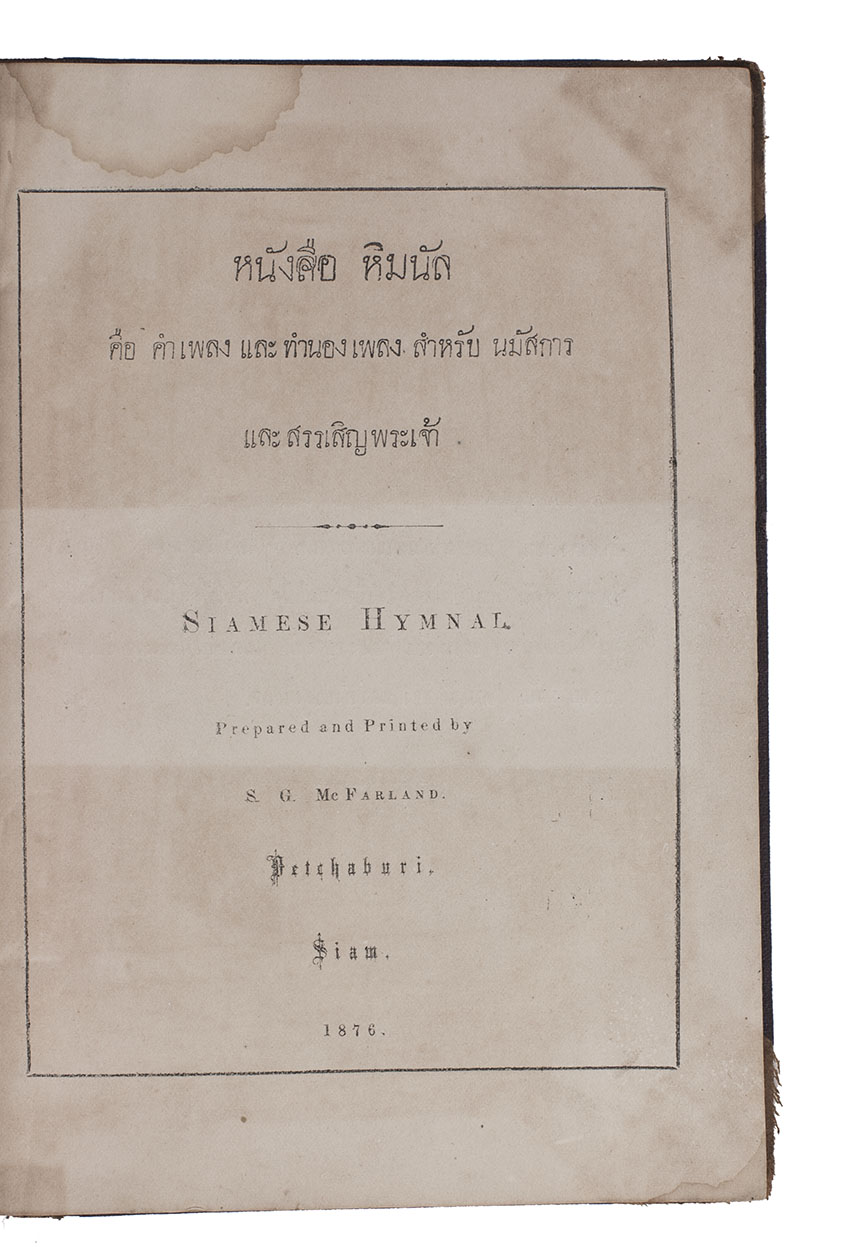 หนังสือ หิมนัล
คือ คำเพลง และ ทำนองเพลง สำหรับ นมัสการ
และ สรรเสิญพระเจ้า
SIAMESE HYMNAL.
Prepared and Printed by
S. G. McFARLAND.
Petchaburi,
Siam.
1876.